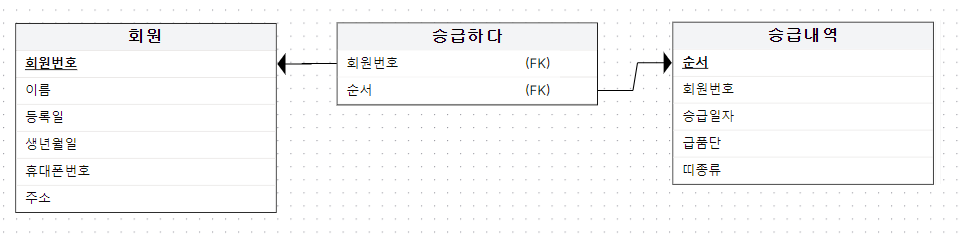 회원
회원번호
이름
등록일
생년월일
휴대폰번호
주소
승급하다
회원번호 (FK)
순서 (FK)
승급내역
순서
회원번호
승급일자
급품단
띠종류